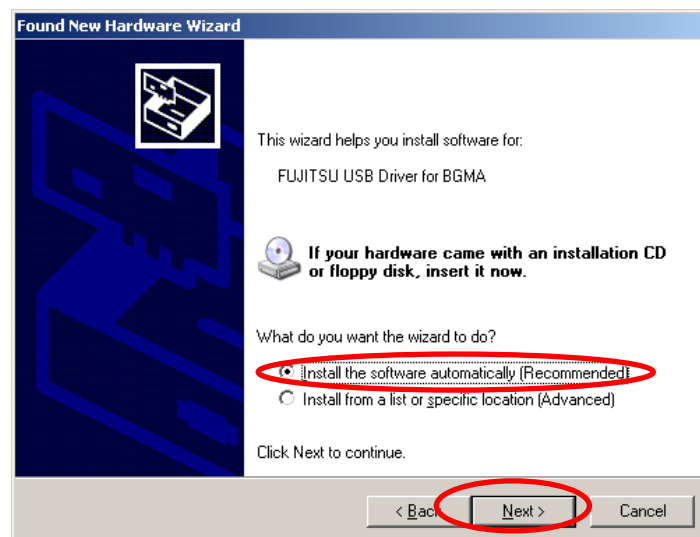 Found New Hardware Wizard
This wizard helps you install software for:
FUJITSU USB Driver for BGMA
If your hardware came with an installation CD
or floppy disk, insert it now.
What do you want the wizard to do?
Install the software automatically (Recommended)
Install from a list or specific location (Advanced)
Click Next to continue.
< Back Next > Cancel